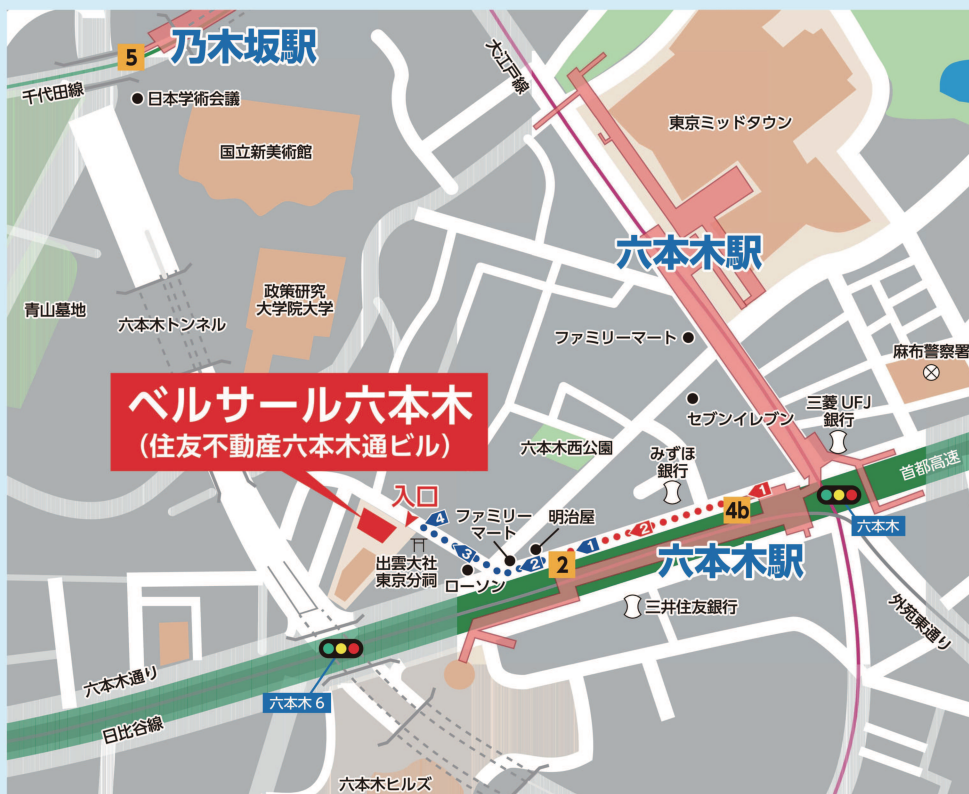 乃木坂駅
5
千代田線
日本学術会議
国立新美術館
大江戸線
東京ミッドタウン
六本木駅
青山墓地
六本木トンネル
政策研究
大学院大学
ファミリーマート
麻布警察署
セブンイレブン
三菱UFJ
銀行
ベルサール六本木
(住友不動産六本木通ビル)
六本木西公園
みずほ
銀行
首都高速
入口
ファミリー
マート
明治屋
4b
1
2
六本木
4
3
2
1
2
六本木駅
出雲大社
東京分祠
ローソン
三井住友銀行
外苑東通り
六本木通り
六本木6
日比谷線
六本木ヒルズ